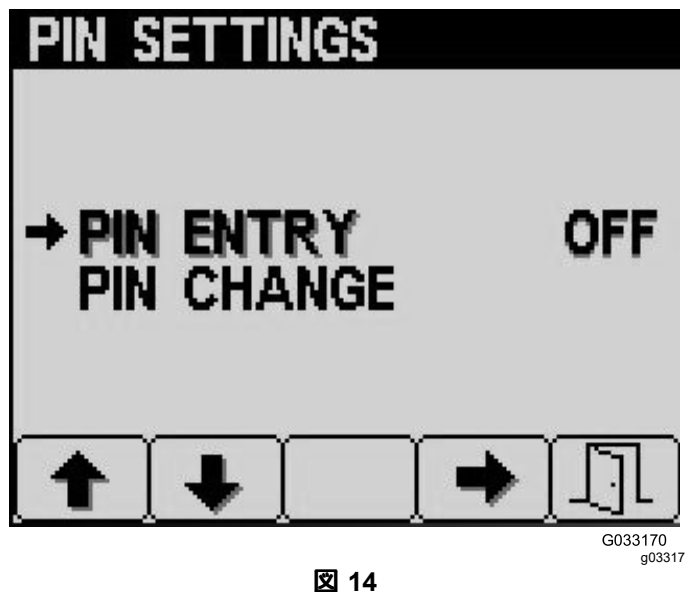 PIN SETTINGS
PIN ENTRY OFF
PIN CHANGE
G033170
g03317
図 14